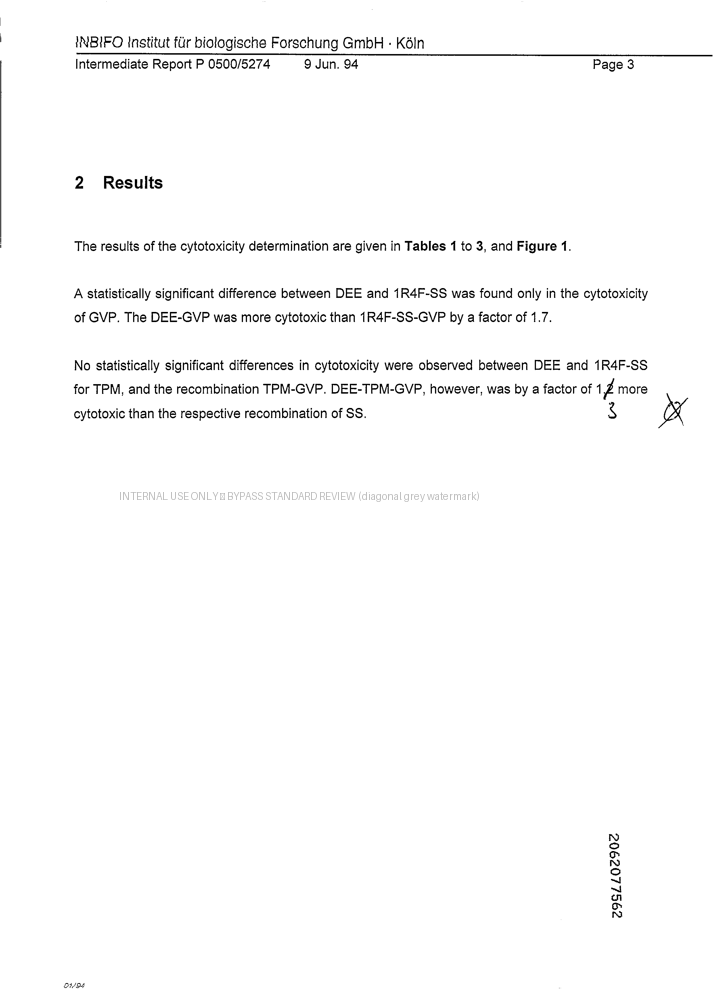 INBIFO Institut für biologische Forschung GmbH · Köln
Intermediate Report P 0500/5274 9 Jun. 94 Page 3
2 Results
The results of the cytotoxicity determination are given in Tables 1 to 3, and Figure 1.
A statistically significant difference between DEE and 1R4F-SS was found only in the cytotoxicity
of GVP. The DEE-GVP was more cytotoxic than 1R4F-SS-GVP by a factor of 1.7.
No statistically significant differences in cytotoxicity were observed between DEE and 1R4F-SS
for TPM, and the recombination TPM-GVP. DEE-TPM-GVP, however, was by a factor of 1. more
3
cytotoxic than the respective recombination of SS.
INTERNAL USE ONLY BYPASS STANDARD REVIEW (diagonal grey watermark)
2062077562
D1/94